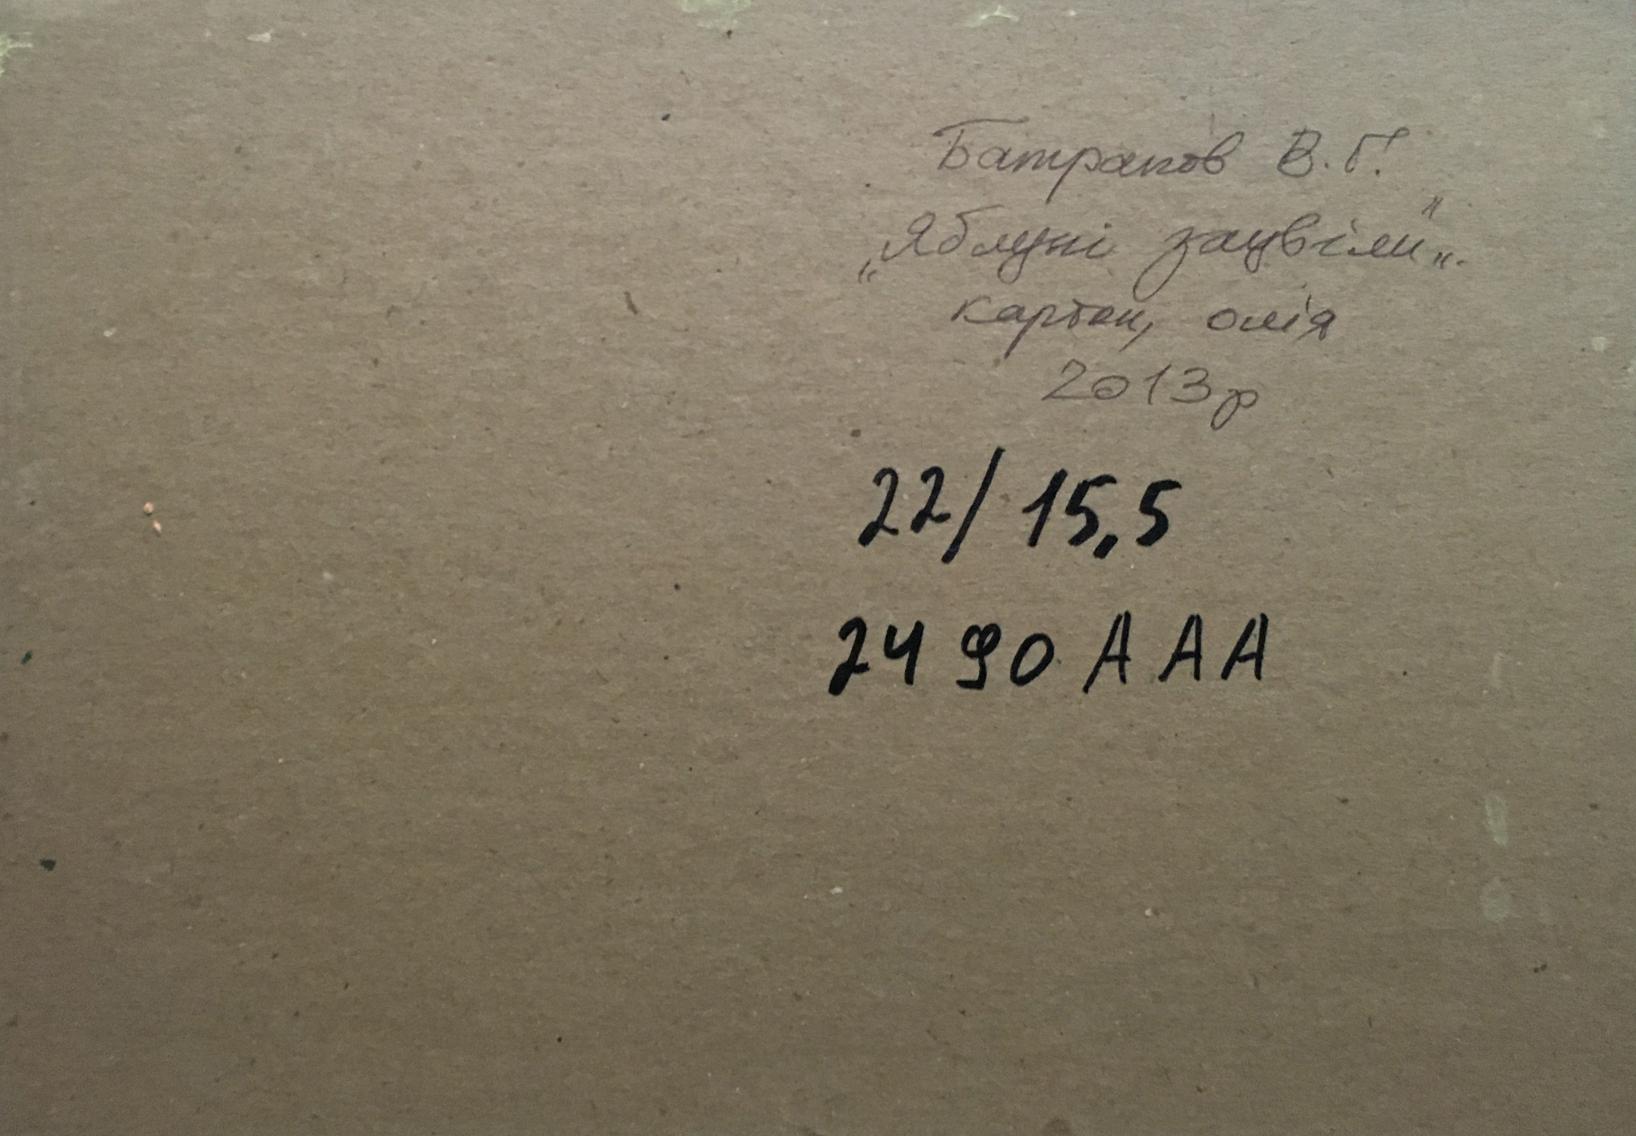 Батраков В. Г.
„Яблуні зацвіли".
картон, олія
2013р
22/15,5
2490 ААА